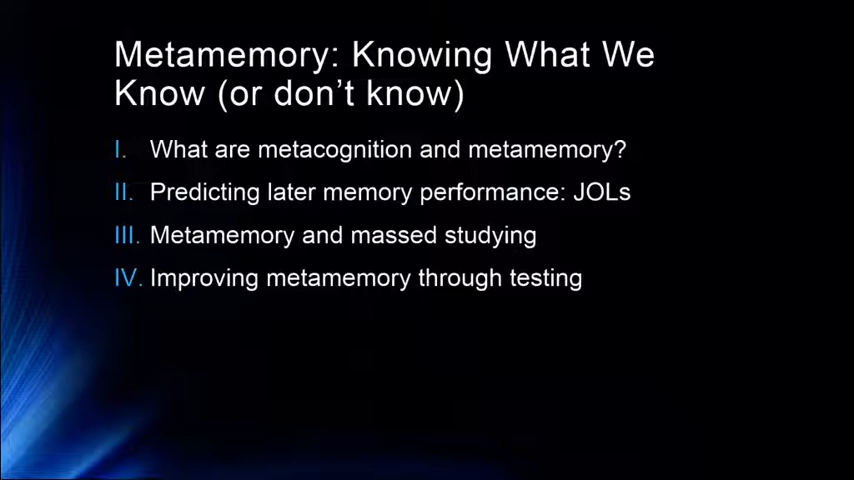 Metamemory: Knowing What We
Know (or don't know)
I. What are metacognition and metamemory?
II. Predicting later memory performance: JOLs
III. Metamemory and massed studying
IV. Improving metamemory through testing